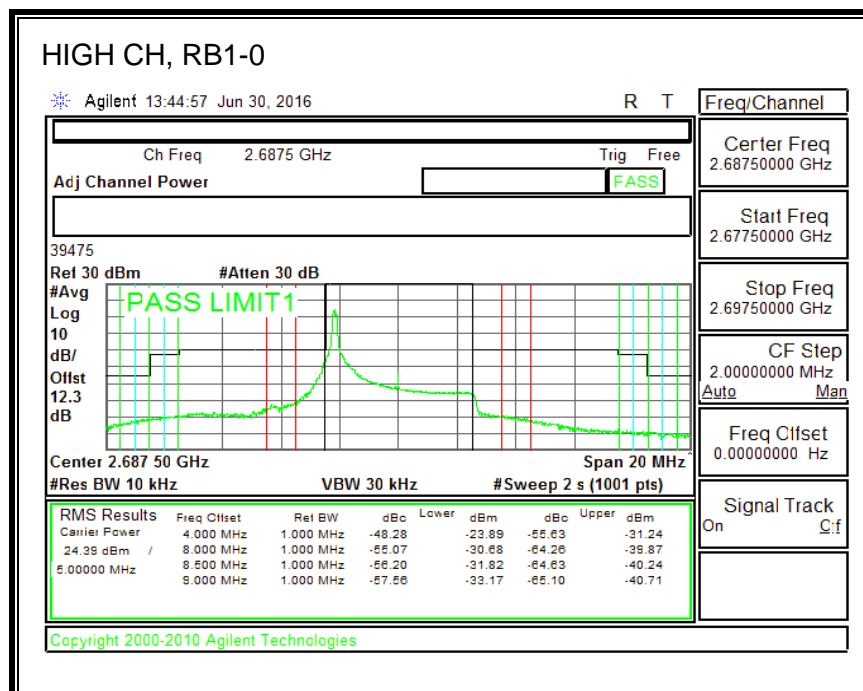 HIGH CH, RB1-0
Agilent 13:44:57 Jun 30, 2016 R T
Freq/Channel
Ch Freq 2.6875 GHz Trig Free
Adj Channel Power PASS
Center Freq
2.68750000 GHz
Start Freq
2.67750000 GHz
Stop Freq
2.69750000 GHz
CF Step
2.00000000 MHz
Auto Man
Freq Offset
0.00000000 Hz
Signal Track
On Off
39475
Ref 30 dBm #Atten 30 dB
#Avg
Log
10
dB/
Offst
12.3
dB
PASS LIMIT1
Center 2.687 50 GHz Span 20 MHz
#Res BW 10 kHz VBW 30 kHz #Sweep 2 s (1001 pts)
RMS Results Freq Offset Ref BW dBc Lower dBm dBc Upper dBm
Carrier Power 4.000 MHz 1.000 MHz -48.28 -23.89 -55.63 -31.24
24.39 dBm / 8.000 MHz 1.000 MHz -55.07 -30.68 -64.26 -39.87
5.00000 MHz 8.500 MHz 1.000 MHz -56.20 -31.82 -64.63 -40.24
9.000 MHz 1.000 MHz -57.56 -33.17 -65.10 -40.71
Copyright 2000-2010 Agilent Technologies